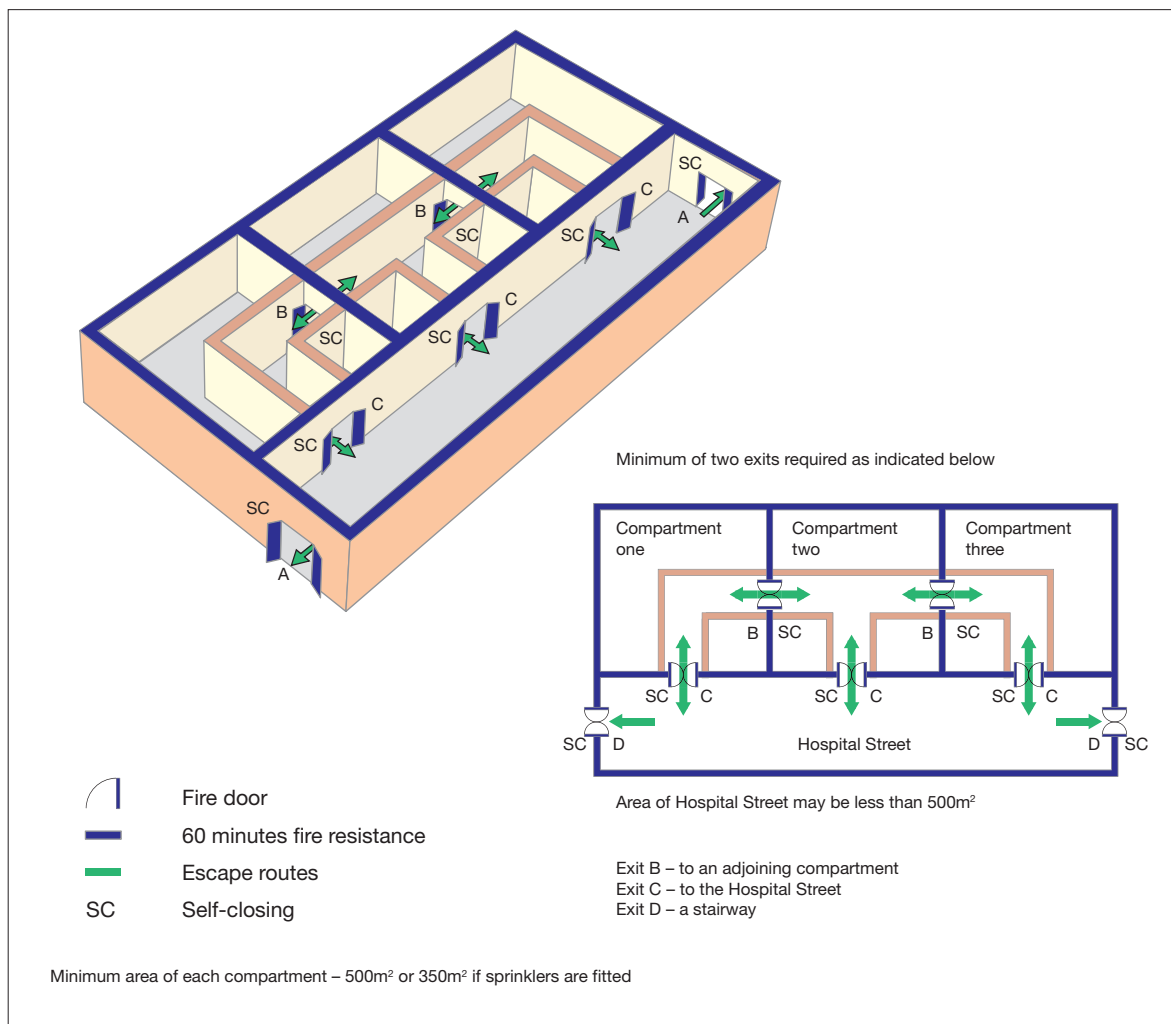 SC
C
A
B
SC
SC
C
B
SC
SC
C
SC
SC
A
Minimum of two exits required as indicated below
Compartment one
Compartment two
Compartment three
B SC
B SC
SC C
SC C
SC C
SC D
Hospital Street
D SC
Area of Hospital Street may be less than 500m²
Fire door
60 minutes fire resistance
Escape routes
SC Self-closing
Exit B – to an adjoining compartment
Exit C – to the Hospital Street
Exit D – a stairway
Minimum area of each compartment – 500m² or 350m² if sprinklers are fitted